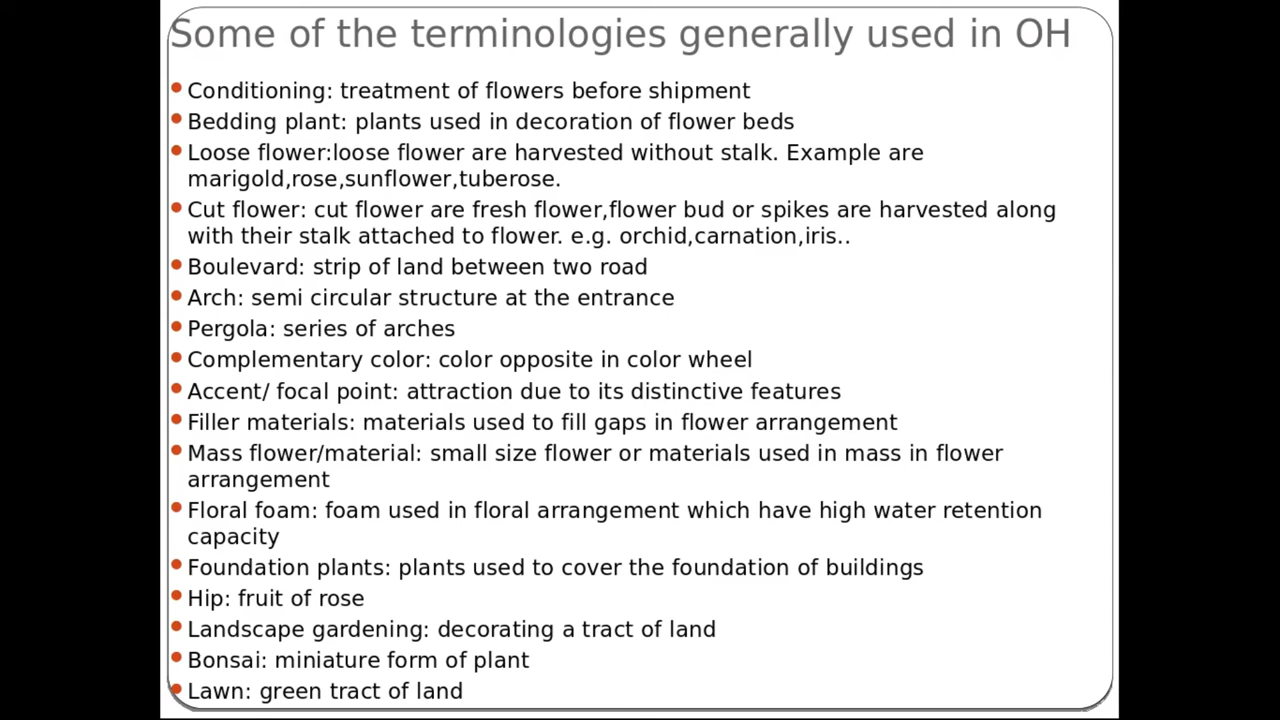 Some of the terminologies generally used in OH
Conditioning: treatment of flowers before shipment
Bedding plant: plants used in decoration of flower beds
Loose flower:loose flower are harvested without stalk. Example are
marigold,rose,sunflower,tuberose.
Cut flower: cut flower are fresh flower,flower bud or spikes are harvested along
with their stalk attached to flower. e.g. orchid,carnation,iris..
Boulevard: strip of land between two road
Arch: semi circular structure at the entrance
Pergola: series of arches
Complementary color: color opposite in color wheel
Accent/ focal point: attraction due to its distinctive features
Filler materials: materials used to fill gaps in flower arrangement
Mass flower/material: small size flower or materials used in mass in flower
arrangement
Floral foam: foam used in floral arrangement which have high water retention
capacity
Foundation plants: plants used to cover the foundation of buildings
Hip: fruit of rose
Landscape gardening: decorating a tract of land
Bonsai: miniature form of plant
Lawn: green tract of land